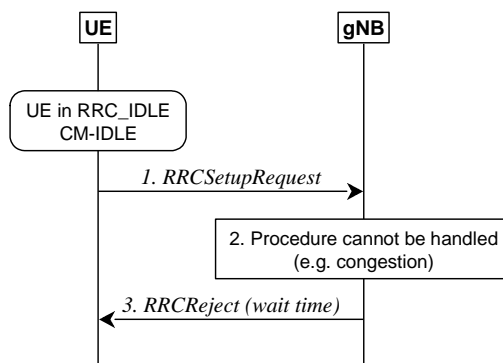 UE
gNB
UE in RRC_IDLE
CM-IDLE
1. RRCSetupRequest
2. Procedure cannot be handled
(e.g. congestion)
3. RRCReject (wait time)